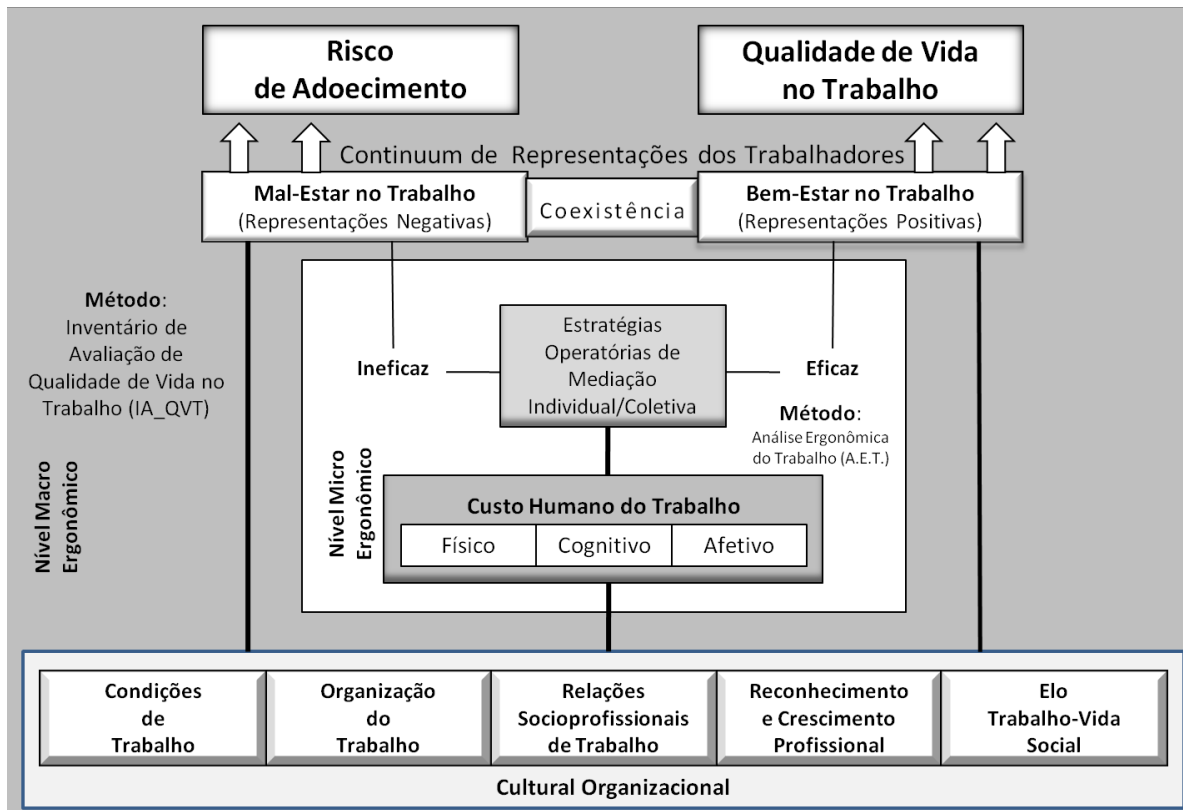 Risco
de Adoecimento
Qualidade de Vida
no Trabalho
Continuum de Representações dos Trabalhadores
Mal-Estar no Trabalho
(Representações Negativas)
Coexistência
Bem-Estar no Trabalho
(Representações Positivas)
Método:
Inventário de
Avaliação de
Qualidade de Vida no
Trabalho (IA_QVT)
Ineficaz
Estratégias
Operatórias de
Mediação
Individual/Coletiva
Eficaz
Método:
Análise Ergonômica
do Trabalho (A.E.T.)
Nível Macro
Ergonômico
Nível Micro
Ergonômico
Custo Humano do Trabalho
Físico
Cognitivo
Afetivo
Condições
de
Trabalho
Organização
do
Trabalho
Relações
Socioprofissionais
de Trabalho
Reconhecimento
e Crescimento
Profissional
Elo
Trabalho-Vida
Social
Cultural Organizacional